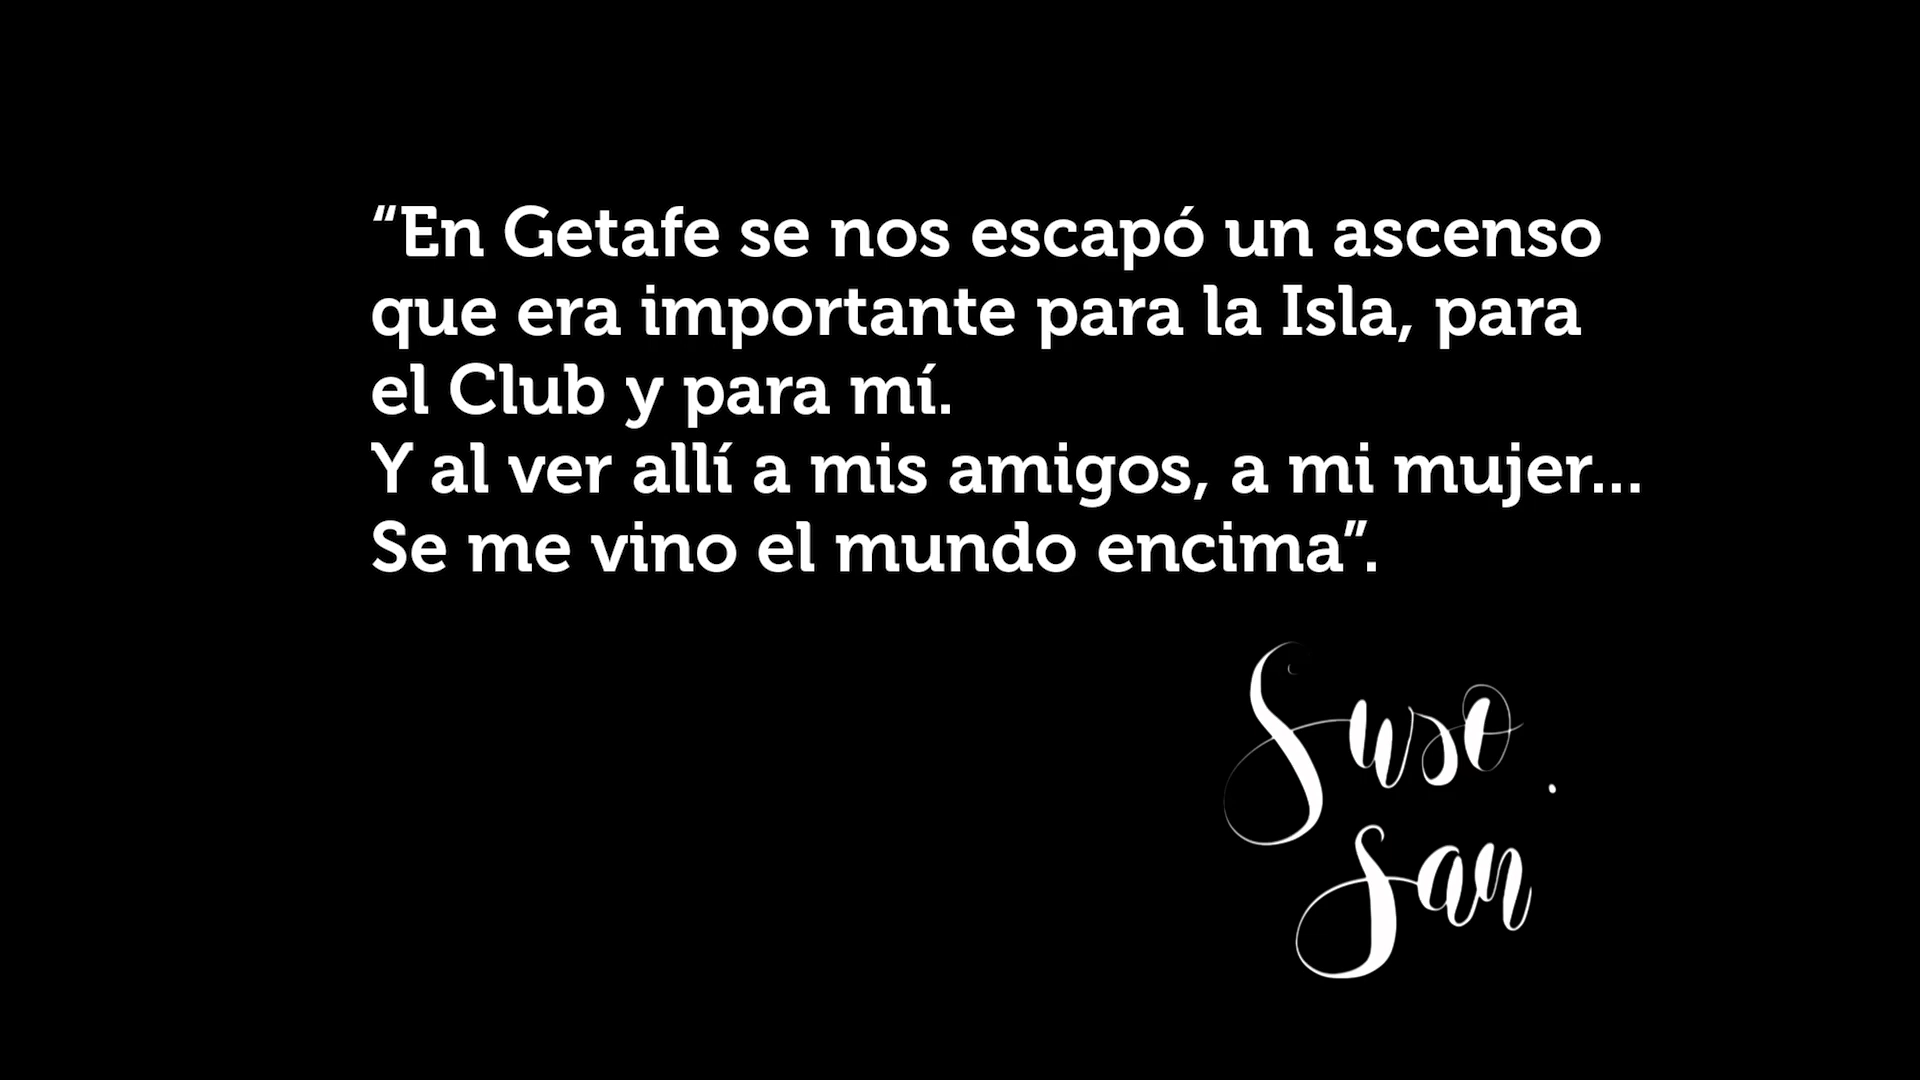 “En Getafe se nos escapó un ascenso
que era importante para la Isla, para
el Club y para mí.
Y al ver allí a mis amigos, a mi mujer...
Se me vino el mundo encima”.
Suso
San